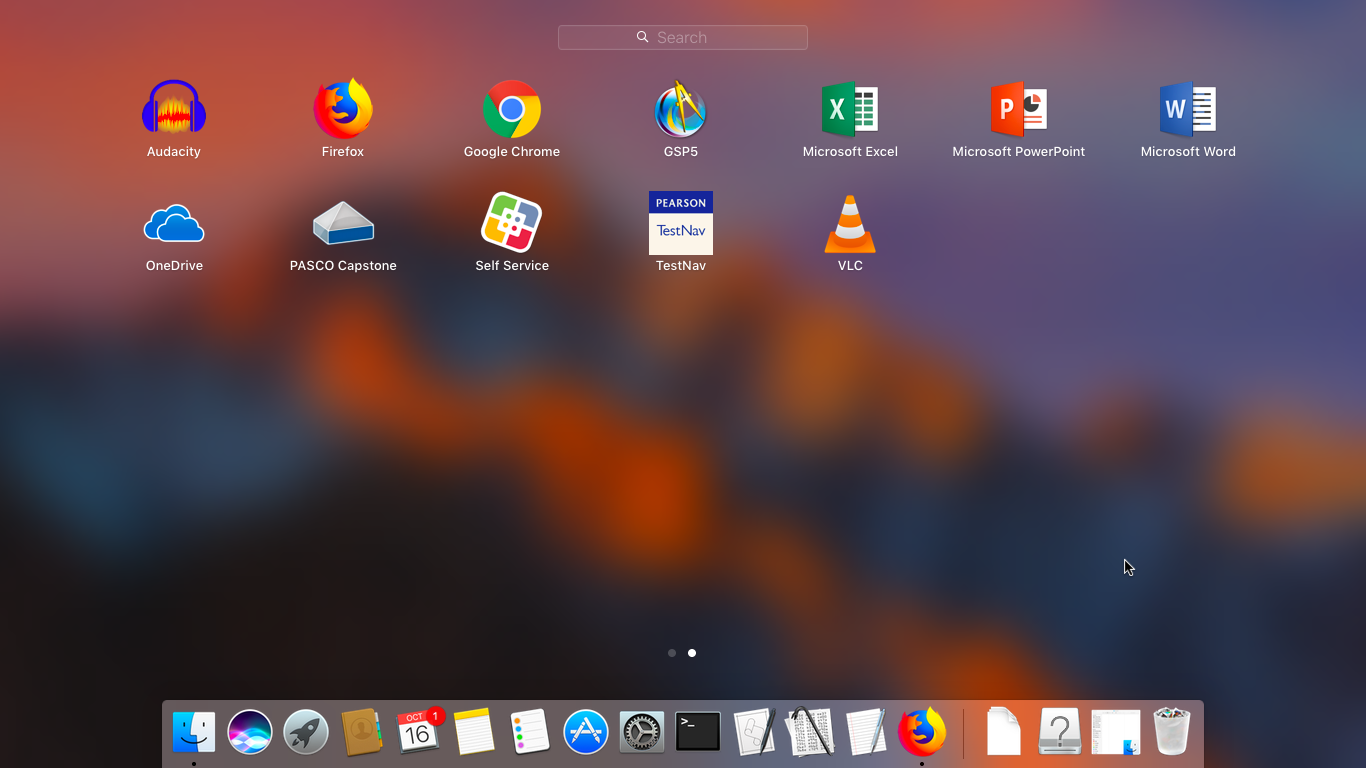 Search
Audacity
Firefox
Google Chrome
GSP5
X
Microsoft Excel
P
Microsoft PowerPoint
W
Microsoft Word
OneDrive
PASCO Capstone
Self Service
PEARSON
TestNav
TestNav
VLC
OCT
1
16
>_
?